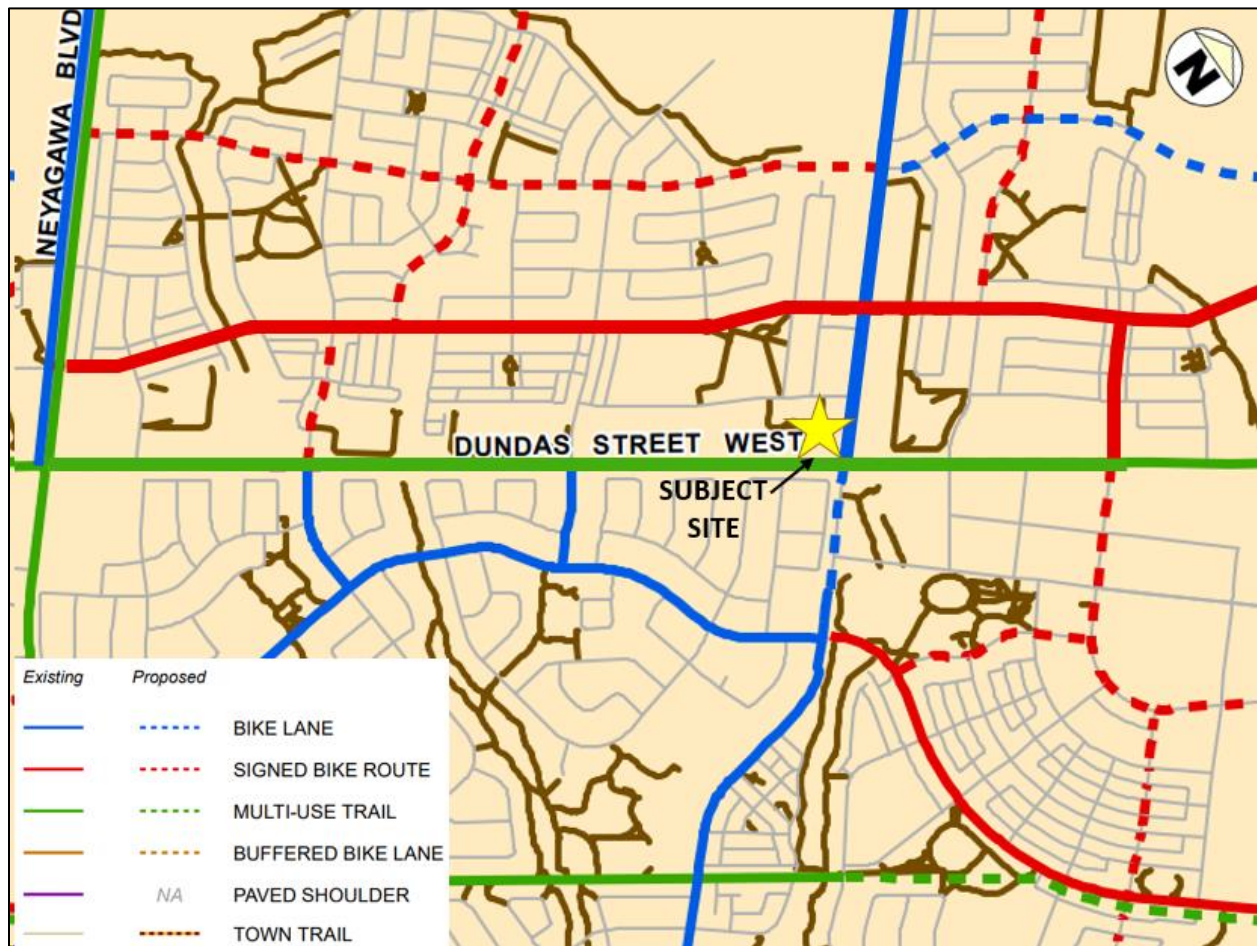 NEYAGAWA BLVD
N
DUNDAS STREET WEST
SUBJECT
SITE
Existing Proposed
BIKE LANE
SIGNED BIKE ROUTE
MULTI-USE TRAIL
BUFFERED BIKE LANE
NA PAVED SHOULDER
TOWN TRAIL